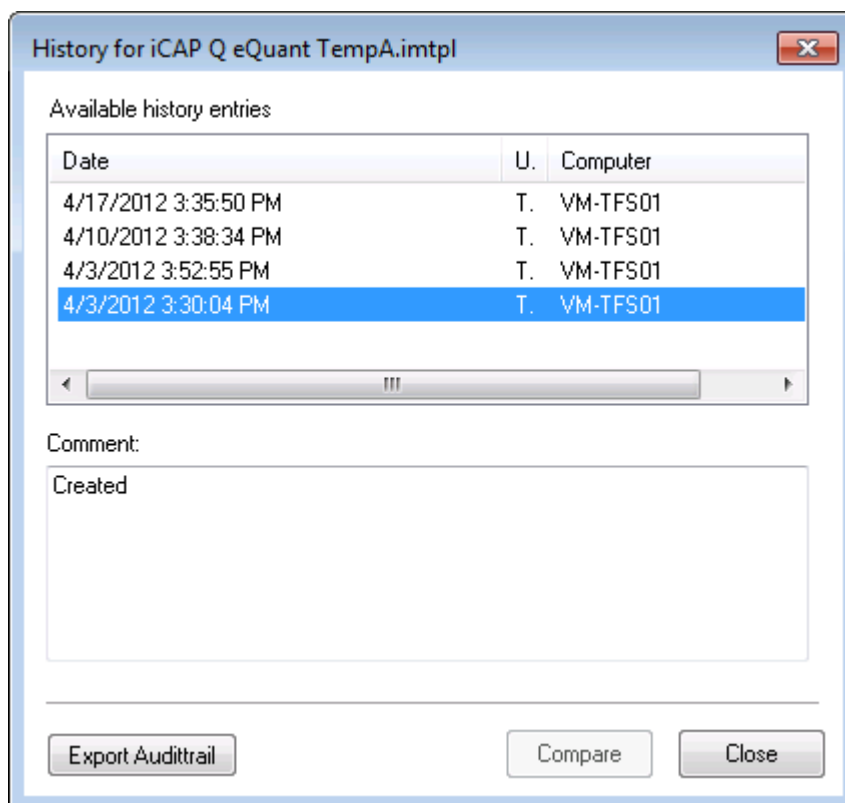 History for iCAP Q eQuant TempA.imtpl
Available history entries
Date U. Computer
4/17/2012 3:35:50 PM T. VM-TFS01
4/10/2012 3:38:34 PM T. VM-TFS01
4/3/2012 3:52:55 PM T. VM-TFS01
4/3/2012 3:30:04 PM T. VM-TFS01
Comment:
Created
Export Audittrail Compare Close